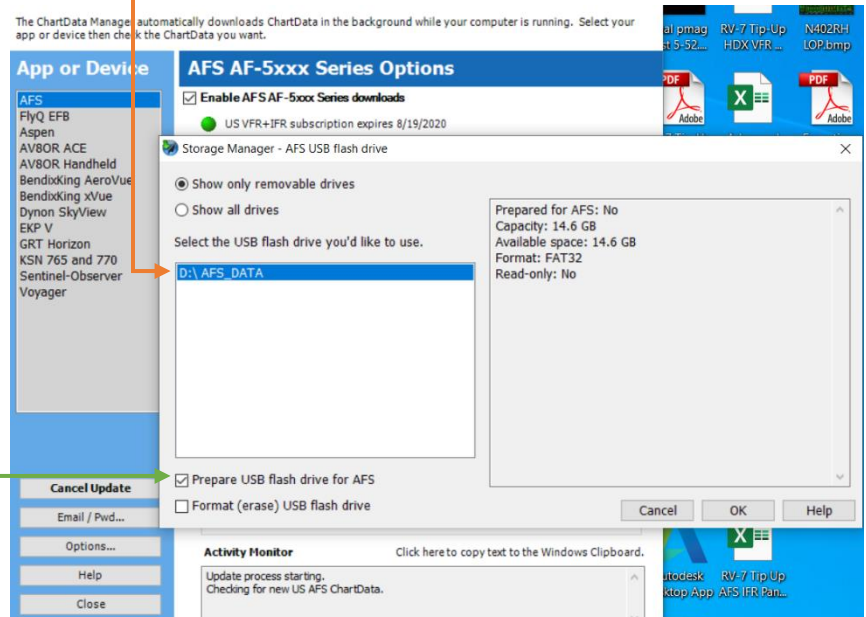 The ChartData Manager automatically downloads ChartData in the background while your computer is running. Select your
app or device then check the ChartData you want.
App or Device
AFS
FlyQ EFB
Aspen
AV8OR ACE
AV8OR Handheld
BendixKing AeroVue
BendixKing xVue
Dynon SkyView
EKP V
GRT Horizon
KSN 765 and 770
Sentinel-Observer
Voyager
Cancel Update
Email / Pwd...
Options...
Help
Close
AFS AF-5xxx Series Options
Enable AFS AF-5xxx Series downloads
US VFR+IFR subscription expires 8/19/2020
Storage Manager - AFS USB flash drive
Show only removable drives
Show all drives
Select the USB flash drive you'd like to use.
D:\ AFS_DATA
Prepared for AFS: No
Capacity: 14.6 GB
Available space: 14.6 GB
Format: FAT32
Read-only: No
Prepare USB flash drive for AFS
Format (erase) USB flash drive
Cancel
OK
Help
Activity Monitor
Click here to copy text to the Windows Clipboard.
Update process starting.
Checking for new US AFS ChartData.
pmag
5-52...
RV-7 Tip-Up
HDX VFR ...
N402RH
LOP.bmp
PDF
Adobe
X
PDF
Adobe
X
App
RV-7 Tip Up
AFS IFR Pan...